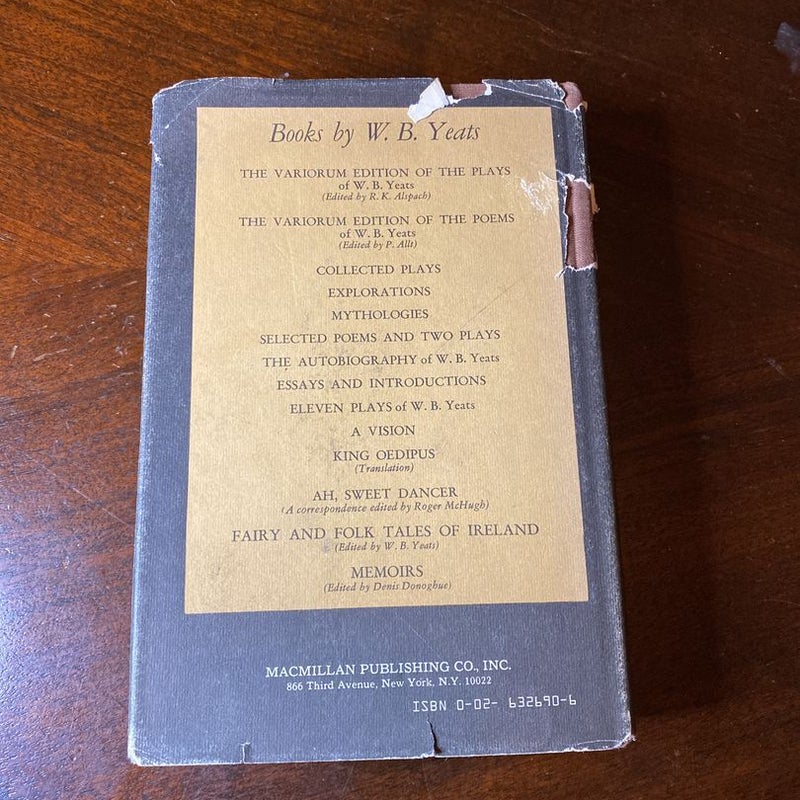 Books by W. B. Yeats
THE VARIORUM EDITION OF THE PLAYS
of W. B. Yeats
(Edited by R. K. Alspach)
THE VARIORUM EDITION OF THE POEMS
of W. B. Yeats
(Edited by P. Allt)
COLLECTED PLAYS
EXPLORATIONS
MYTHOLOGIES
SELECTED POEMS AND TWO PLAYS
THE AUTOBIOGRAPHY of W. B. Yeats
ESSAYS AND INTRODUCTIONS
ELEVEN PLAYS of W. B. Yeats
A VISION
KING OEDIPUS
(Translation)
AH, SWEET DANCER
(A correspondence edited by Roger McHugh)
FAIRY AND FOLK TALES OF IRELAND
(Edited by W. B. Yeats)
MEMOIRS
(Edited by Denis Donoghue)
MACMILLAN PUBLISHING CO., INC.
866 Third Avenue, New York, N.Y. 10022
ISBN 0-02- 632690-6